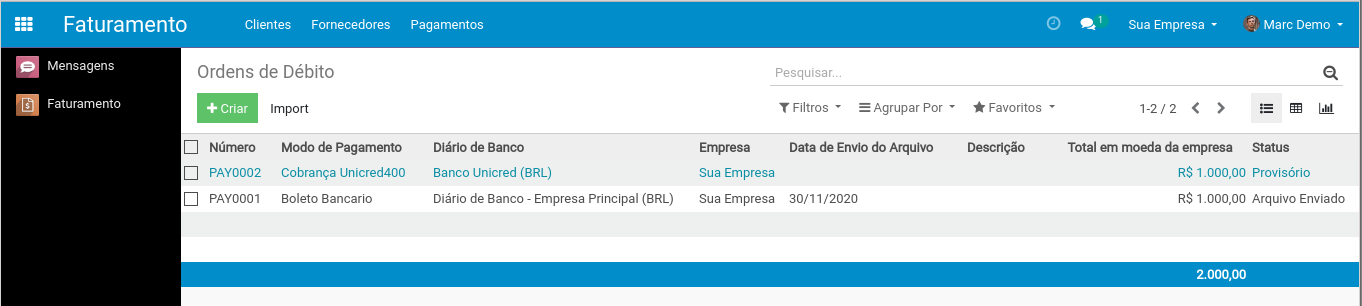 Faturamento Clientes Fornecedores Pagamentos 1 Sua Empresa Marc Demo
Mensagens
Faturamento
Ordens de Débito Pesquisar...
Criar Import Filtros Agrupar Por Favoritos 1-2 / 2
Número Modo de Pagamento Diário de Banco Empresa Data de Envio do Arquivo Descrição Total em moeda da empresa Status
PAY0002 Cobrança Unicred400 Banco Unicred (BRL) Sua Empresa R$ 1.000,00 Provisório
PAY0001 Boleto Bancario Diário de Banco - Empresa Principal (BRL) Sua Empresa 30/11/2020 R$ 1.000,00 Arquivo Enviado
2.000,00